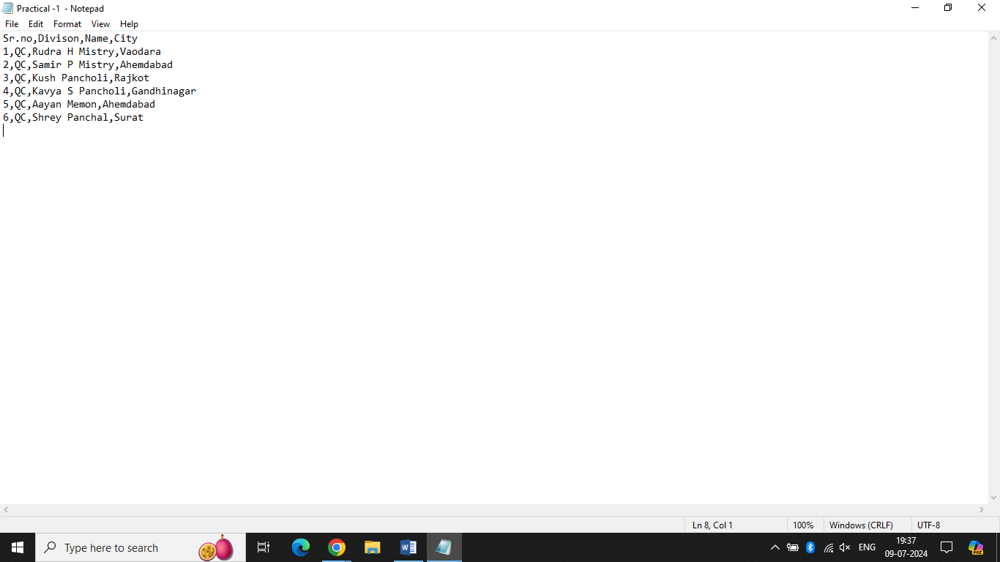 Practical -1 - Notepad
File Edit Format View Help
Sr.no,Divison,Name,City
1,QC,Rudra H Mistry,Vaodara
2,QC,Samir P Mistry,Ahemdabad
3,QC,Kush Pancholi,Rajkot
4,QC,Kavya S Pancholi,Gandhinagar
5,QC,Aayan Memon,Ahemdabad
6,QC,Shrey Panchal,Surat
Ln 8, Col 1 100% Windows (CRLF) UTF-8
Type here to search
ENG
19:37
09-07-2024
PRE